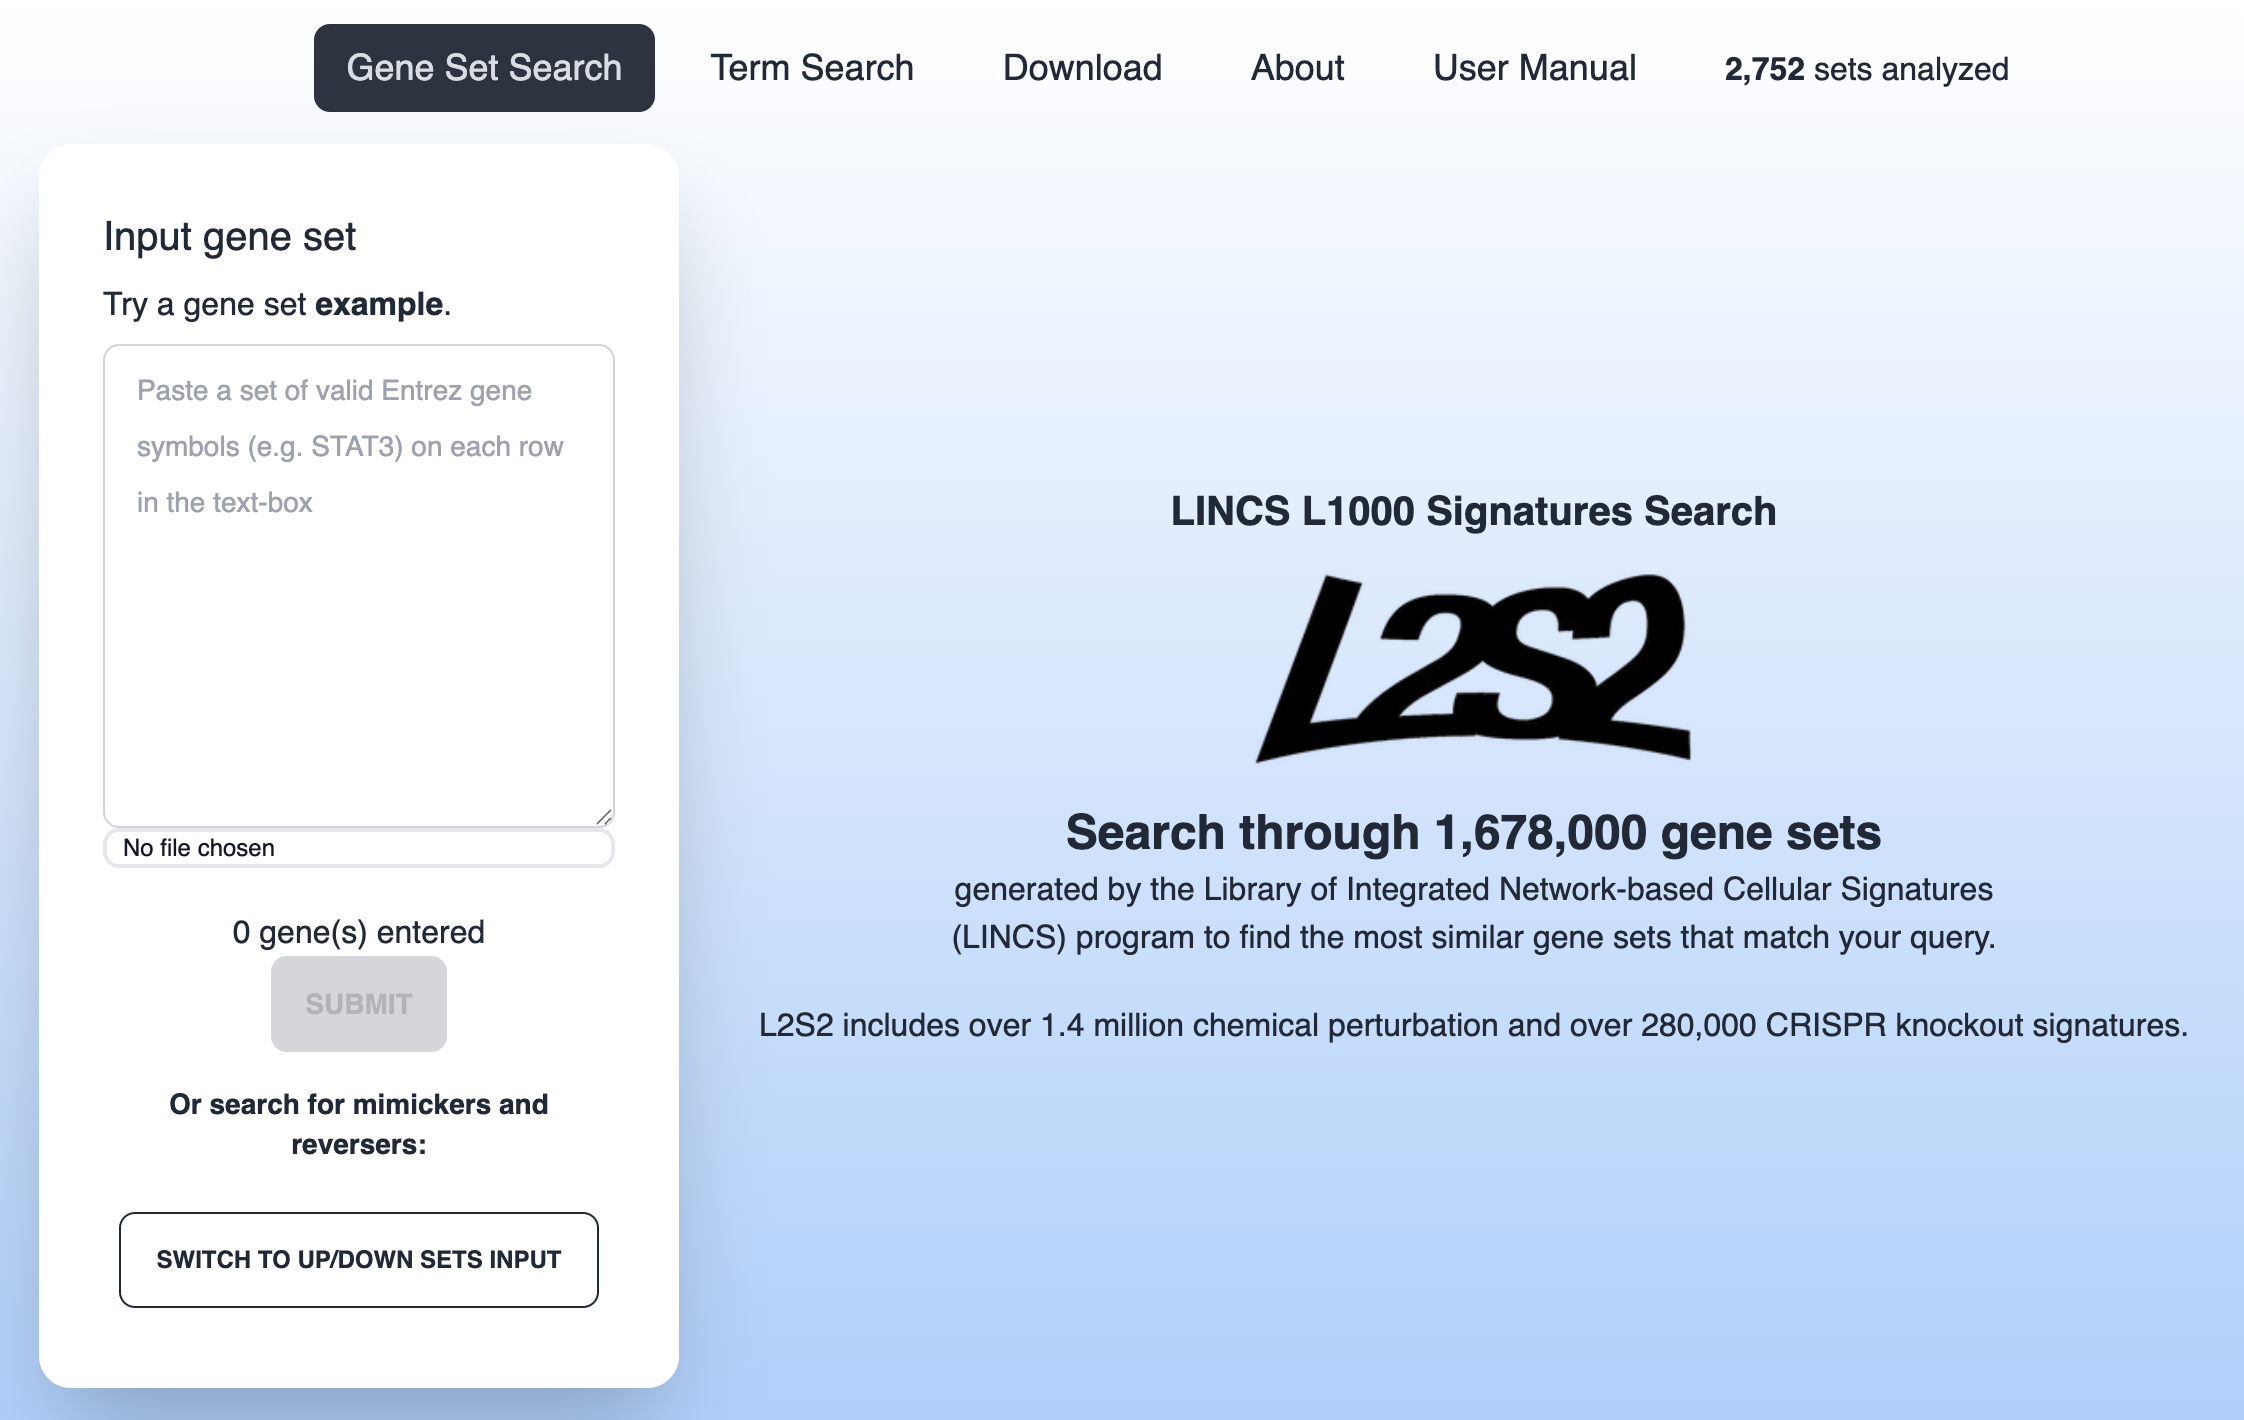 Gene Set Search
Term Search
Download
About
User Manual
2,752 sets analyzed
Input gene set
Try a gene set example.
Paste a set of valid Entrez gene
symbols (e.g. STAT3) on each row
in the text-box
No file chosen
0 gene(s) entered
SUBMIT
Or search for mimickers and
reversers:
SWITCH TO UP/DOWN SETS INPUT
LINCS L1000 Signatures Search
L2S2
Search through 1,678,000 gene sets
generated by the Library of Integrated Network-based Cellular Signatures
(LINCS) program to find the most similar gene sets that match your query.
L2S2 includes over 1.4 million chemical perturbation and over 280,000 CRISPR knockout signatures.